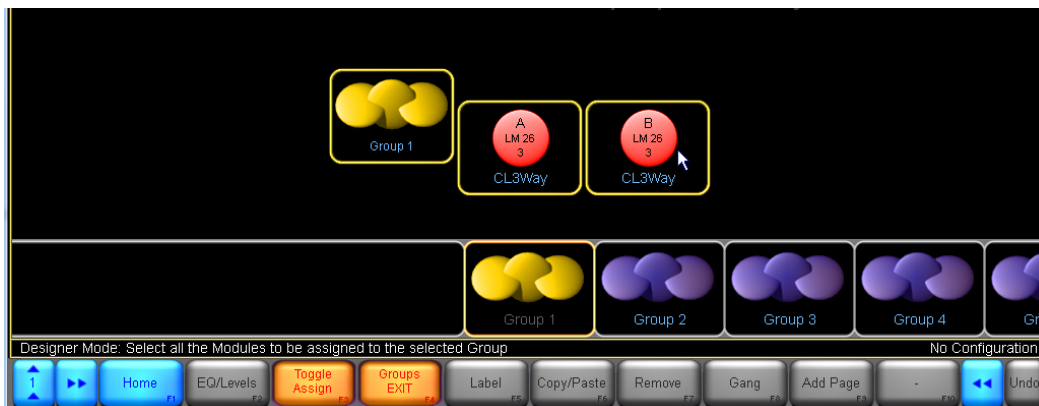 Group 1
A
LM 26
3
CL3Way
B
LM 26
3
CL3Way
Group 1
Group 2
Group 3
Group 4
Gr
Designer Mode: Select all the Modules to be assigned to the selected Group
No Configuration
1
Home
F1
EQ/Levels
F2
Toggle
Assign
F3
Groups
EXIT
F4
Label
F5
Copy/Paste
F6
Remove
F7
Gang
F8
Add Page
F9
-
F10
Undo